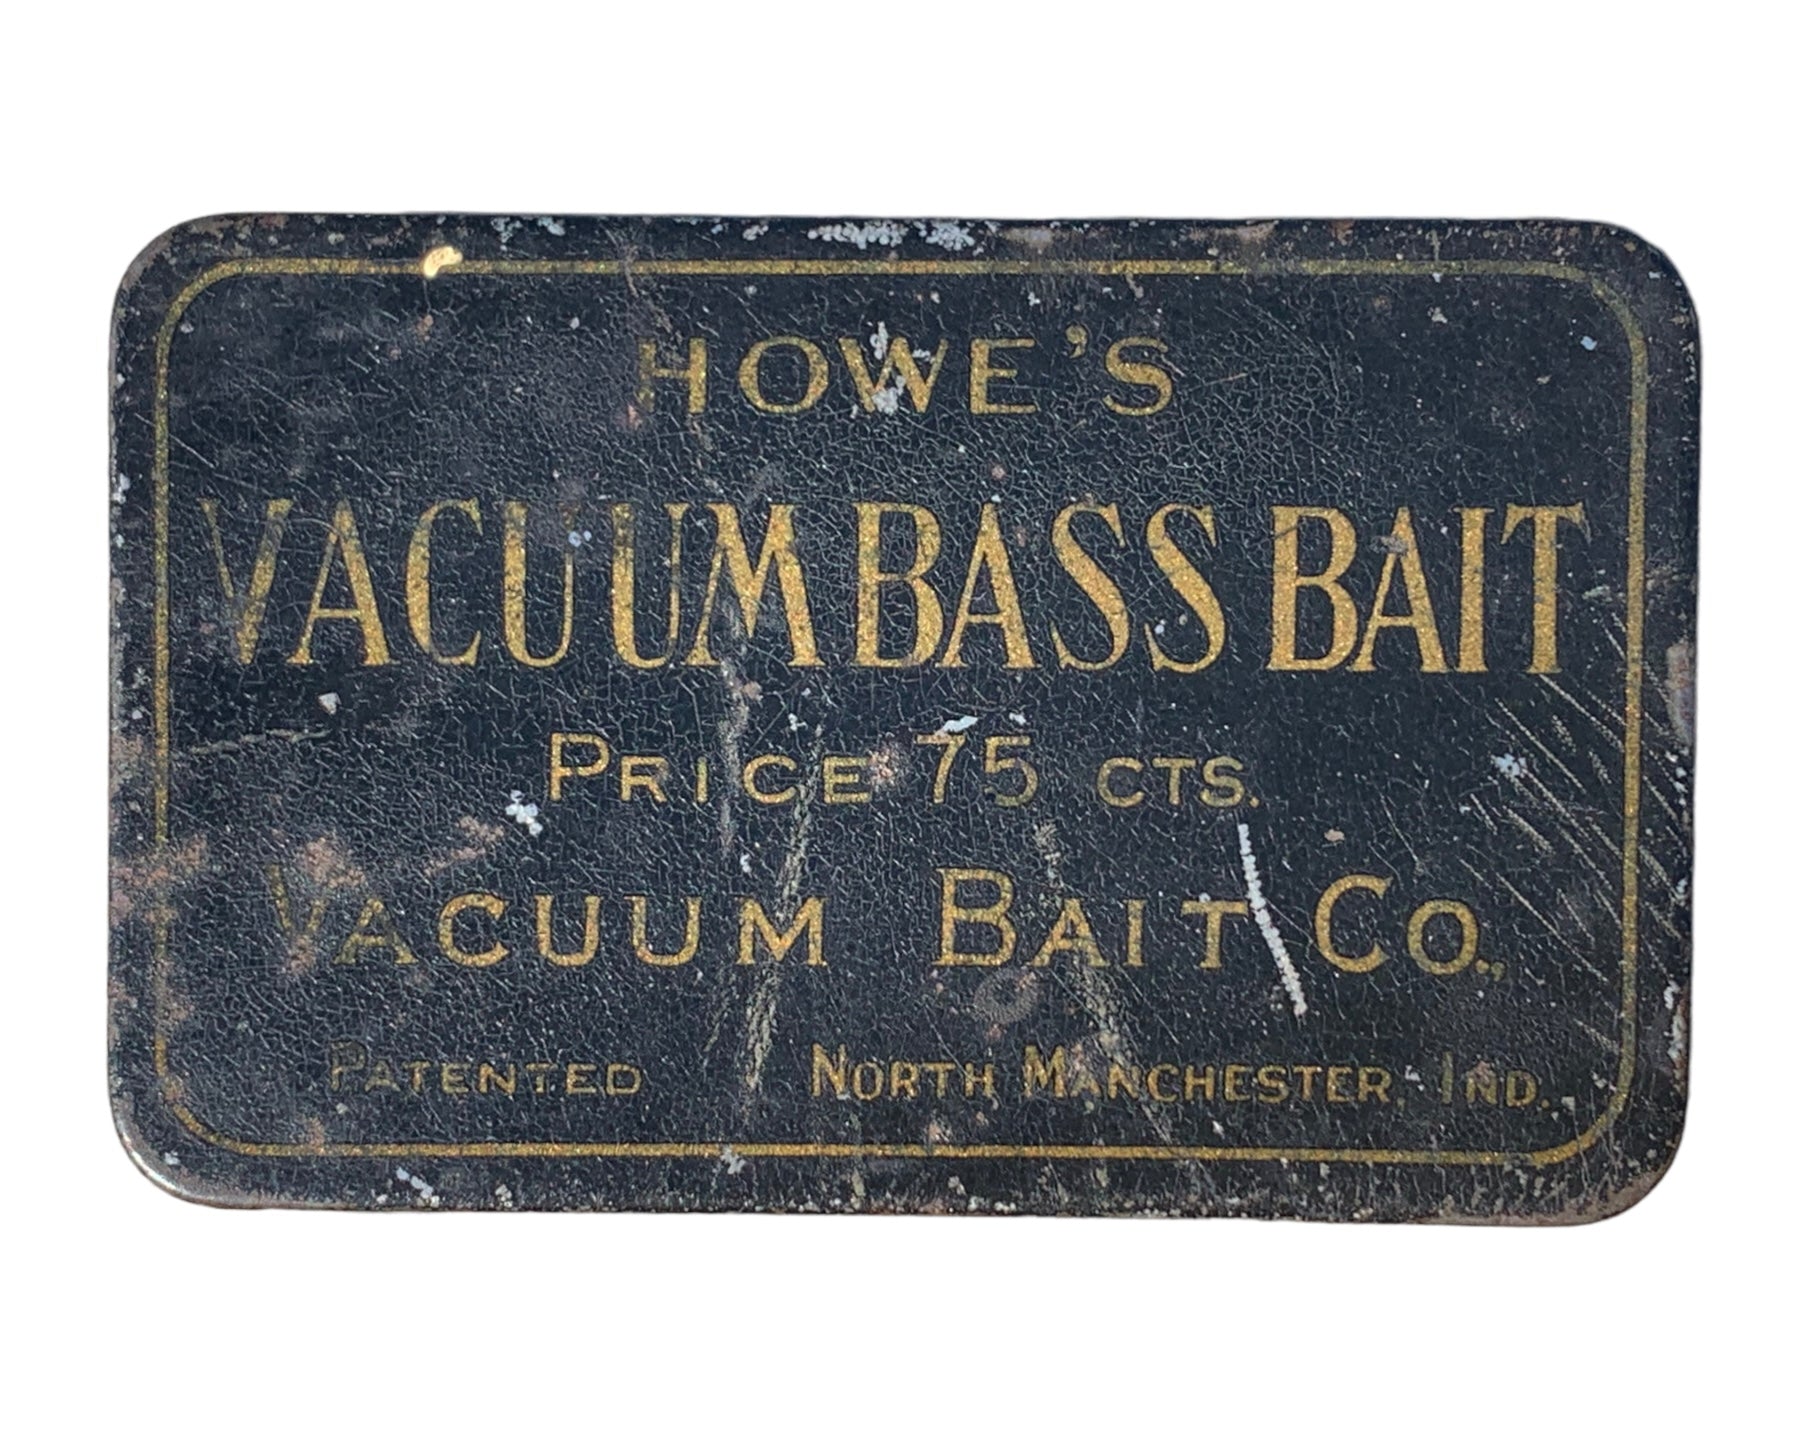 HOWE'S
VACUUM BASS BAIT
PRICE 75 CTS.
VACUUM BAIT CO.,
PATENTED NORTH MANCHESTER, IND.